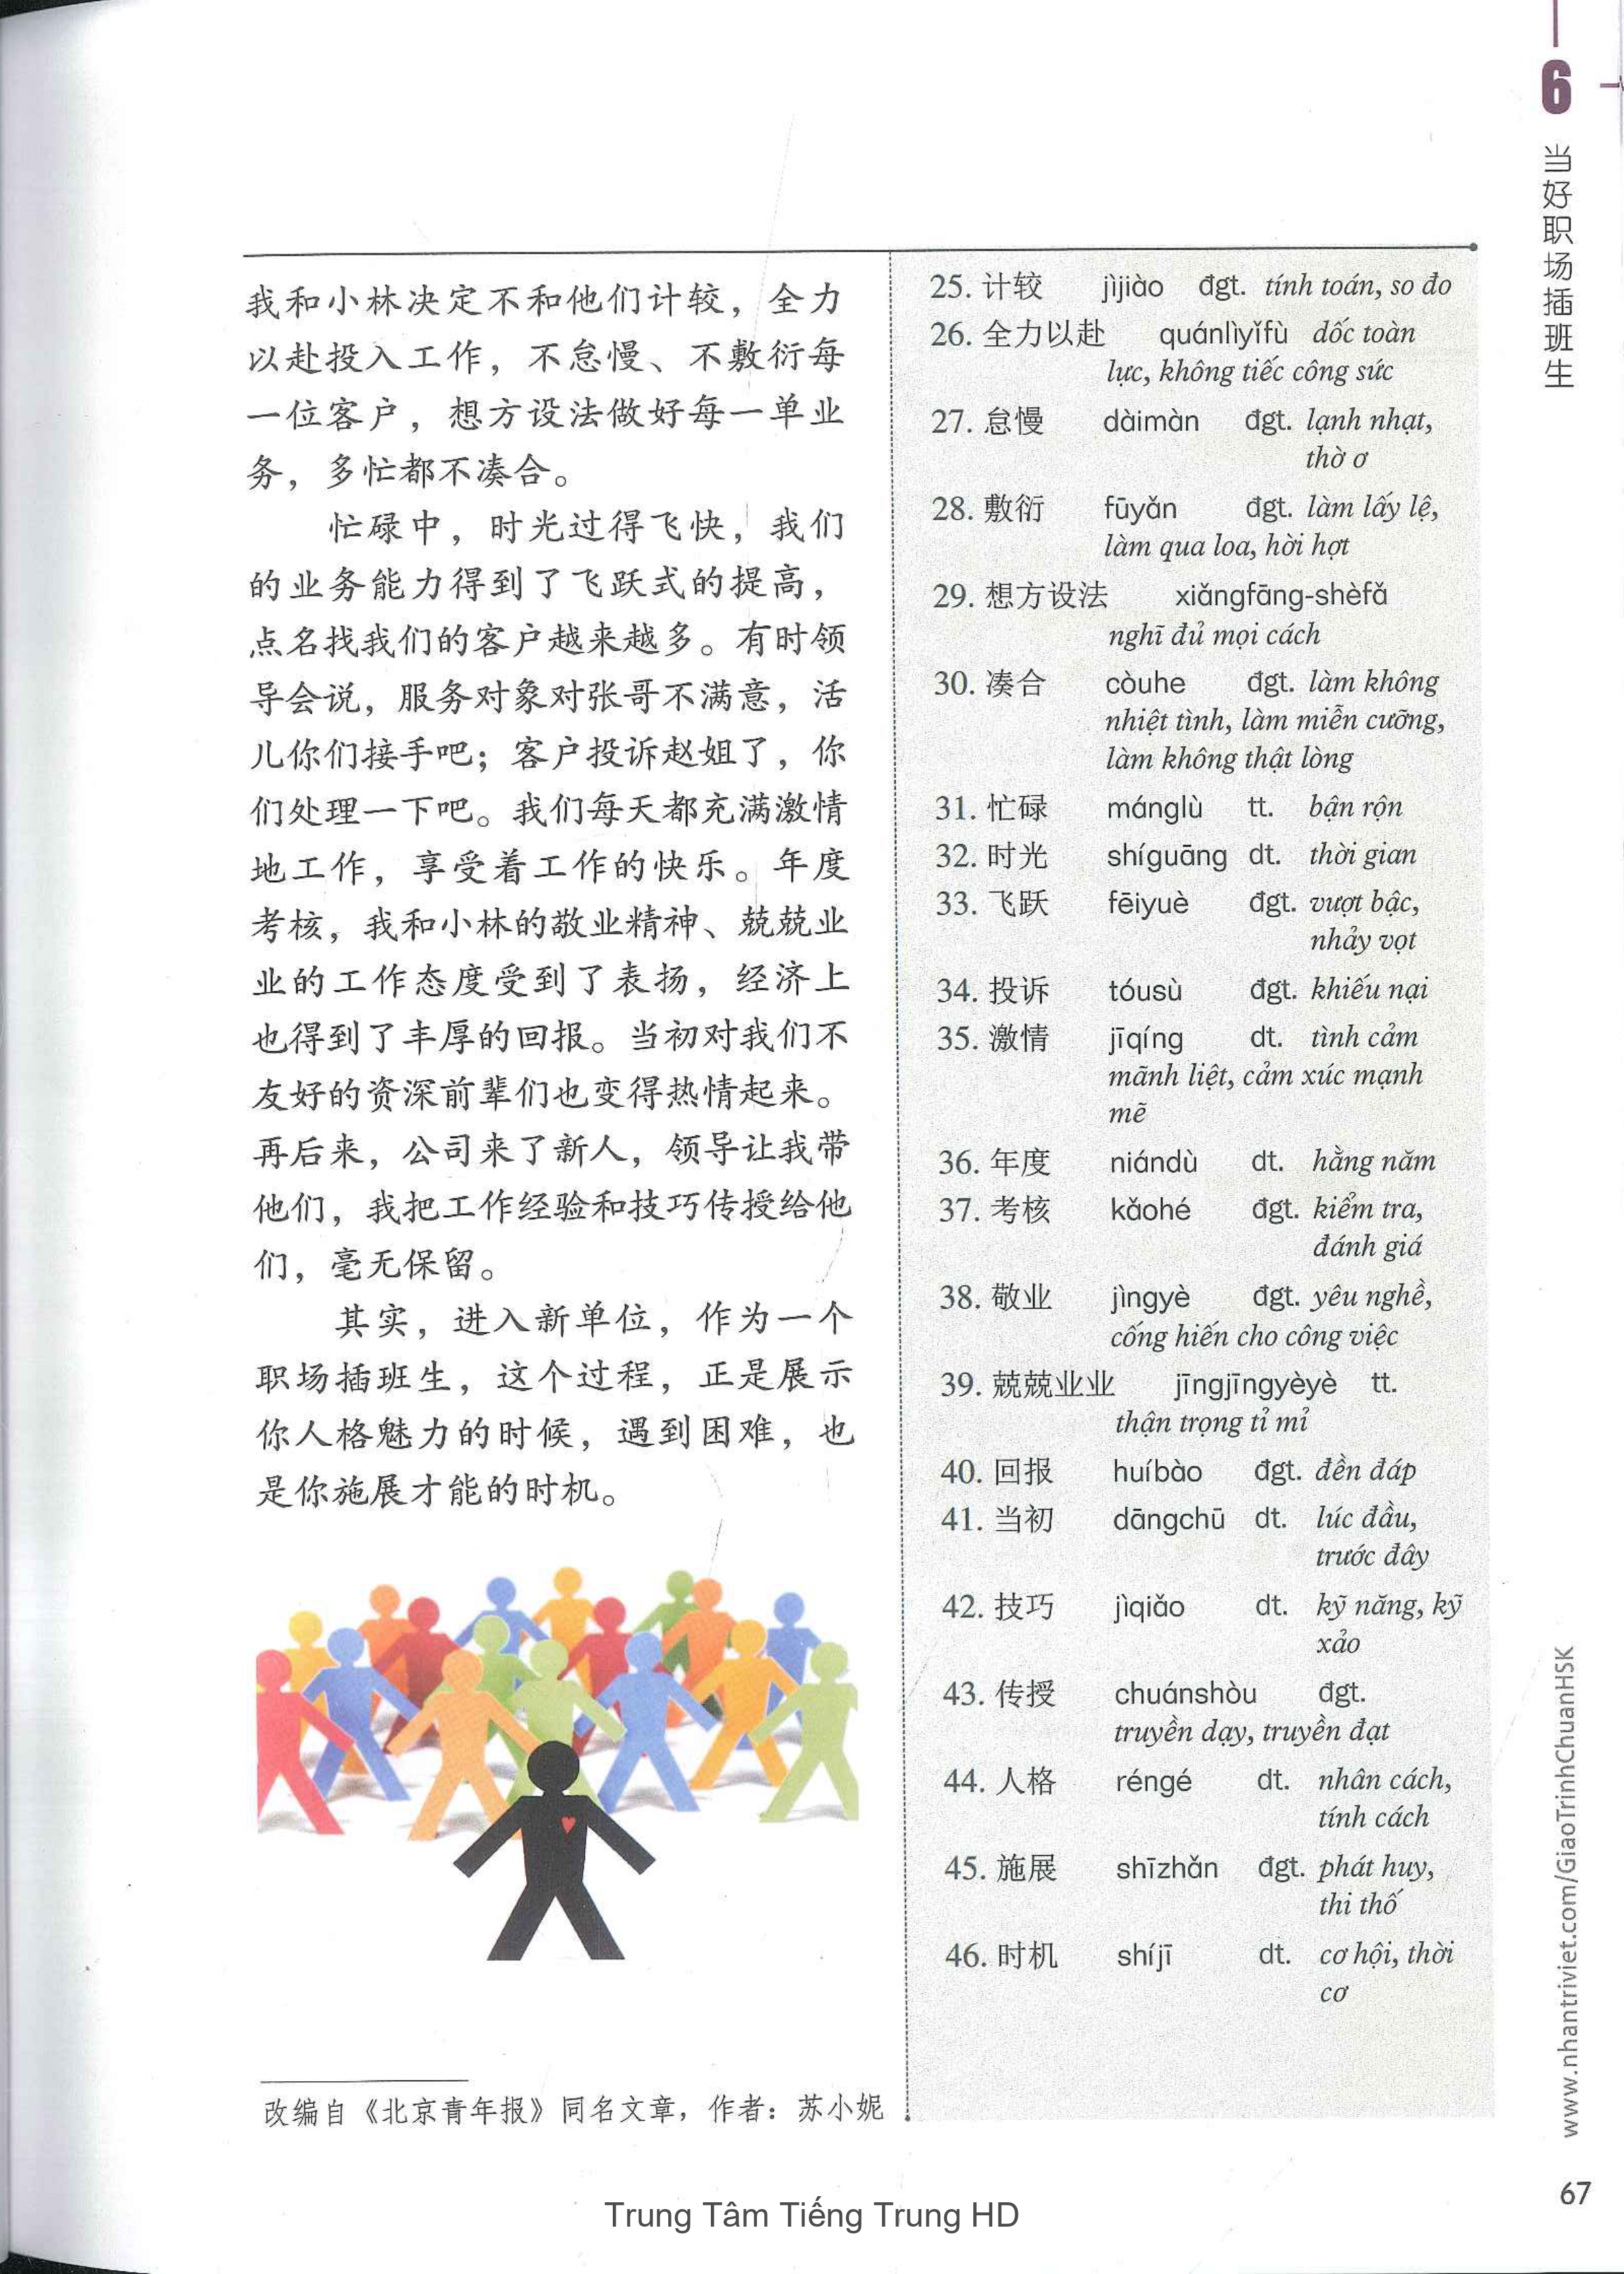 6
当好职场插班生
我和小林决定不和他们计较，全力
以赴投入工作，不怠慢、不敷衍每
一位客户，想方设法做好每一单业
务，多忙都不凑合。
忙碌中，时光过得飞快，我们
的业务能力得到了飞跃式的提高，
点名找我们的客户越来越多。有时领
导会说，服务对象对张哥不满意，活
儿你们接手吧；客户投诉赵姐了，你
们处理一下吧。我们每天都充满激情
地工作，享受着工作的快乐。年度
考核，我和小林的敬业精神、兢兢业
业的工作态度受到了表扬，经济上
也得到了丰厚的回报。当初对我们不
友好的资深前辈们也变得热情起来。
再后来，公司来了新人，领导让我带
他们，我把工作经验和技巧传授给他
们，毫无保留。
其实，进入新单位，作为一个
职场插班生，这个过程，正是展示
你人格魅力的时候，遇到困难，也
是你施展才能的时机。
改编自《北京青年报》同名文章，作者：苏小妮
25. 计较 jìjiào đgt. tính toán, so đo
26. 全力以赴 quánlìyǐfù dốc toàn
lực, không tiếc công sức
27. 怠慢 dàimàn đgt. lạnh nhạt,
thờ ơ
28. 敷衍 fūyǎn đgt. làm lấy lệ,
làm qua loa, hời hợt
29. 想方设法 xiǎngfāng-shèfǎ
nghĩ đủ mọi cách
30. 凑合 còuhe đgt. làm không
nhiệt tình, làm miễn cưỡng,
làm không thật lòng
31. 忙碌 mánglù tt. bận rộn
32. 时光 shíguāng dt. thời gian
33. 飞跃 fēiyuè đgt. vượt bậc,
nhảy vọt
34. 投诉 tóusù đgt. khiếu nại
35. 激情 jīqíng dt. tình cảm
mãnh liệt, cảm xúc mạnh
mẽ
36. 年度 niándù dt. hằng năm
37. 考核 kǎohé đgt. kiểm tra,
đánh giá
38. 敬业 jìngyè đgt. yêu nghề,
cống hiến cho công việc
39. 兢兢业业 jīngjīngyèyè tt.
thận trọng tỉ mỉ
40. 回报 huíbào đgt. đền đáp
41. 当初 dāngchū dt. lúc đầu,
trước đây
42. 技巧 jìqiǎo dt. kỹ năng, kỹ
xảo
43. 传授 chuánshòu đgt.
truyền dạy, truyền đạt
44. 人格 réngé dt. nhân cách,
tính cách
45. 施展 shīzhǎn đgt. phát huy,
thi thố
46. 时机 shíjī dt. cơ hội, thời
cơ
www.nhantriviet.com/GiaoTrinhChuanHSK
67
Trung Tâm Tiếng Trung HD